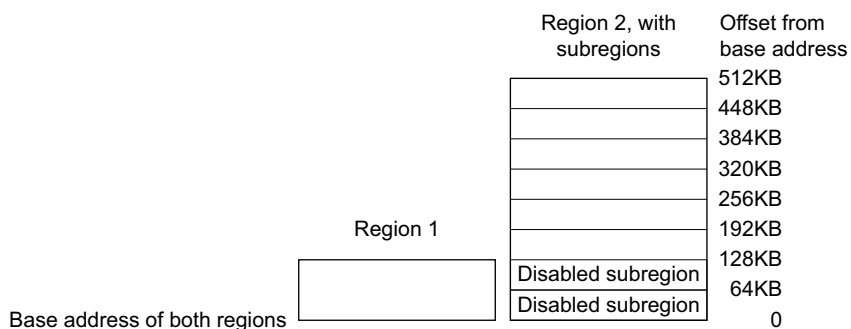 Region 2, with
subregions
Offset from
base address
512KB
448KB
384KB
320KB
256KB
192KB
Region 1
128KB
Disabled subregion
64KB
Disabled subregion
Base address of both regions
0